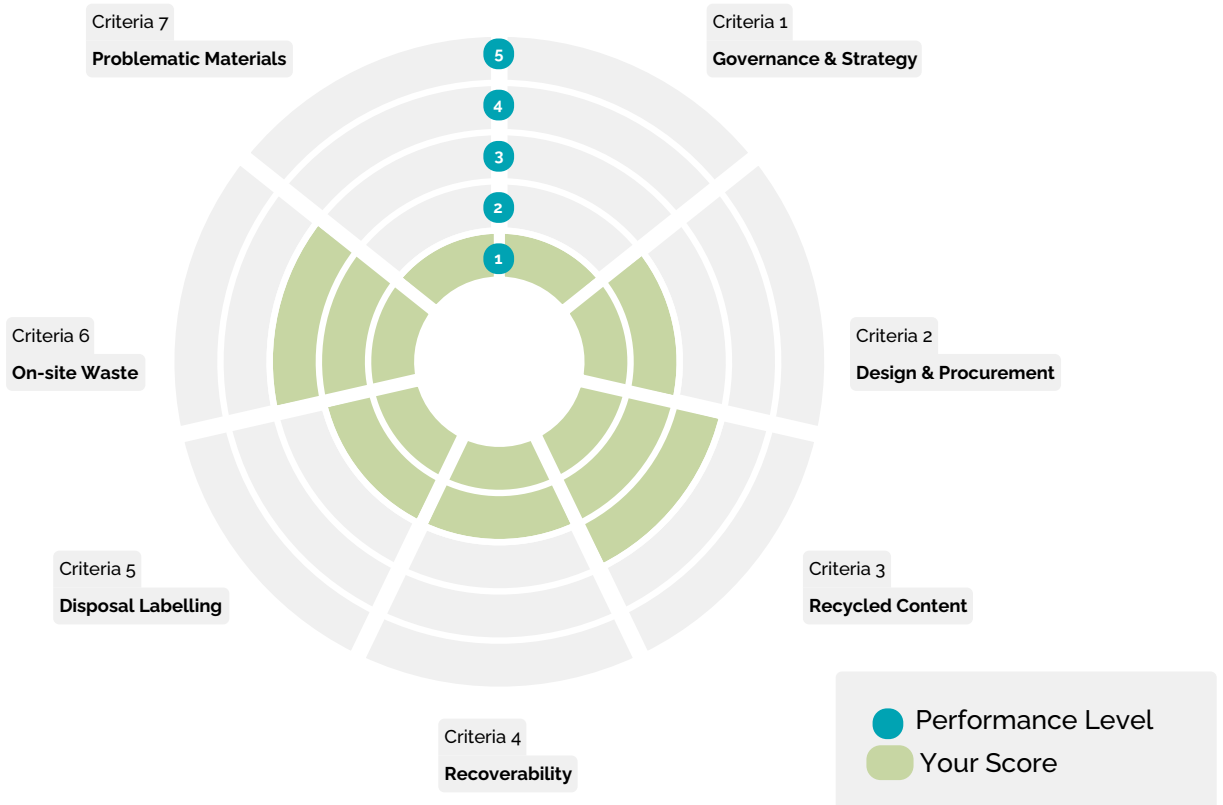 Criteria 7
Problematic Materials
Criteria 1
Governance & Strategy
5
4
3
2
1
Criteria 6
On-site Waste
Criteria 2
Design & Procurement
Criteria 5
Disposal Labelling
Criteria 3
Recycled Content
Criteria 4
Recoverability
Performance Level
Your Score